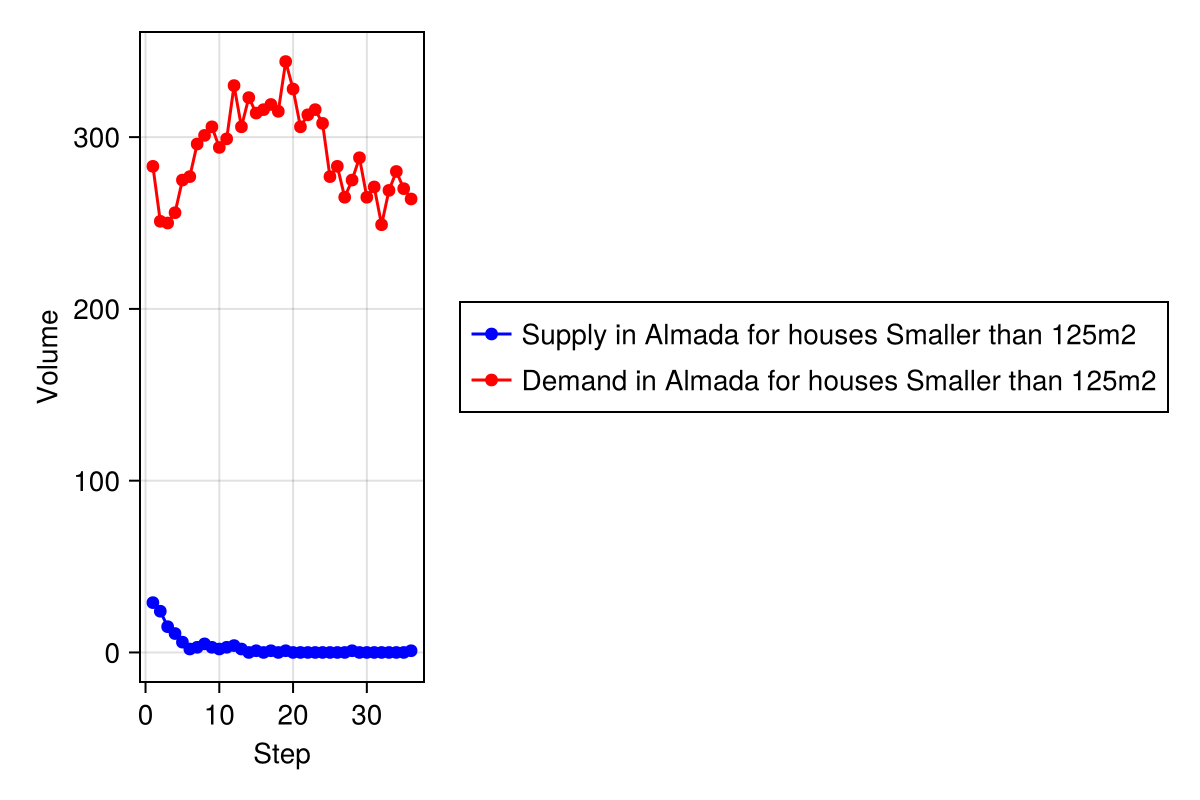 300
200
100
0
Volume
0 10 20 30
Step
Supply in Almada for houses Smaller than 125m2
Demand in Almada for houses Smaller than 125m2